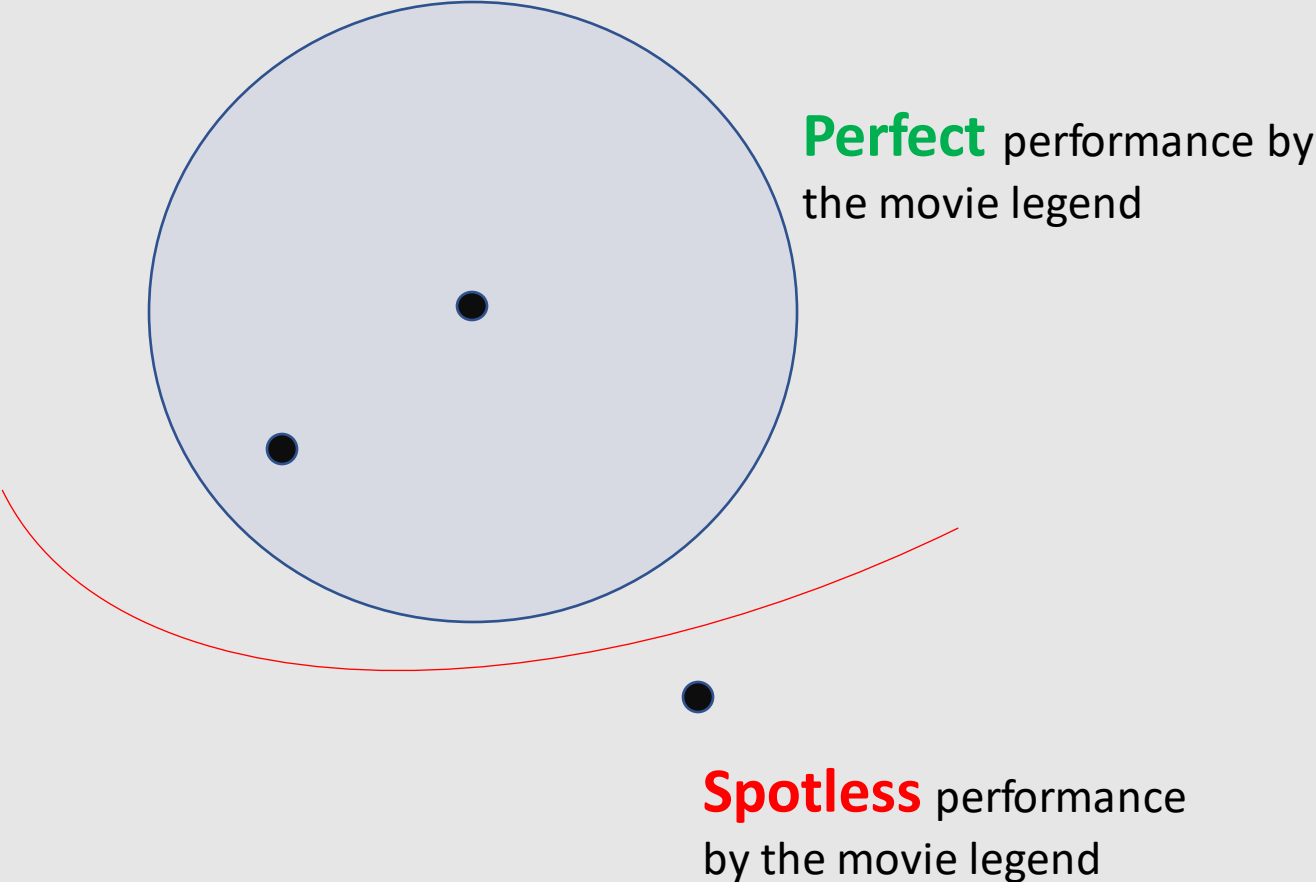 Perfect performance by
the movie legend
Spotless performance
by the movie legend